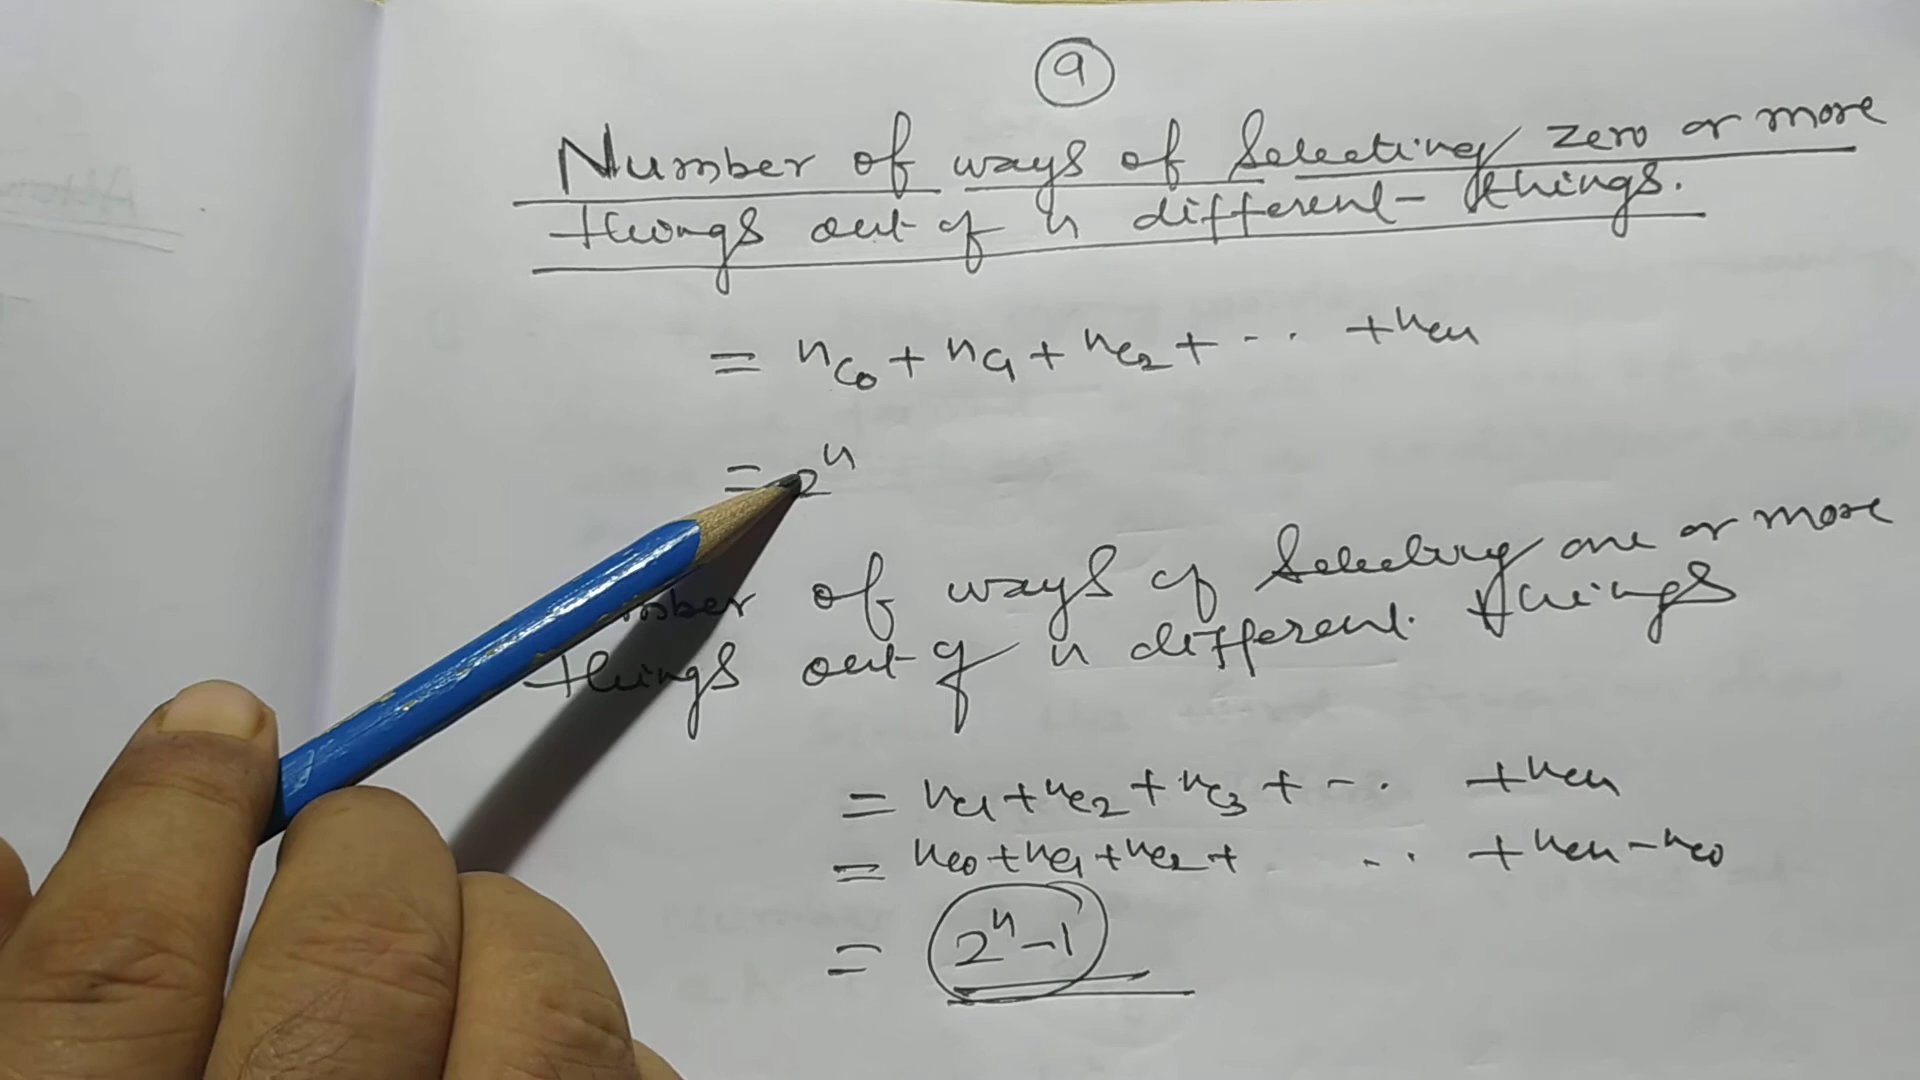 9
Number of ways of Selecting zero or more
things out of n different things.
= nC0 + nC1 + nC2 + -·· + nCn
= 2^n
of ways of Selecting one or more
things out of n different. things
= nC1 + nC2 + nC3 + -·· + nCn
= nC0 + nC1 + nC2 + ··· + nCn - nC0
= 2^n - 1